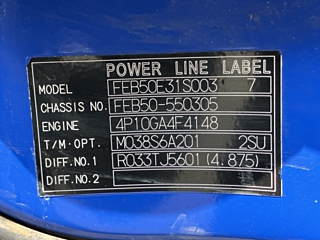 POWER LINE LABEL
MODEL FEB50E31S003 7
CHASSIS NO. FEB50-550305
ENGINE 4P10GA4F4148
T/M·OPT. M038S6A201 2SU
DIFF.NO.1 R033TJ5601(4.875)
DIFF.NO.2